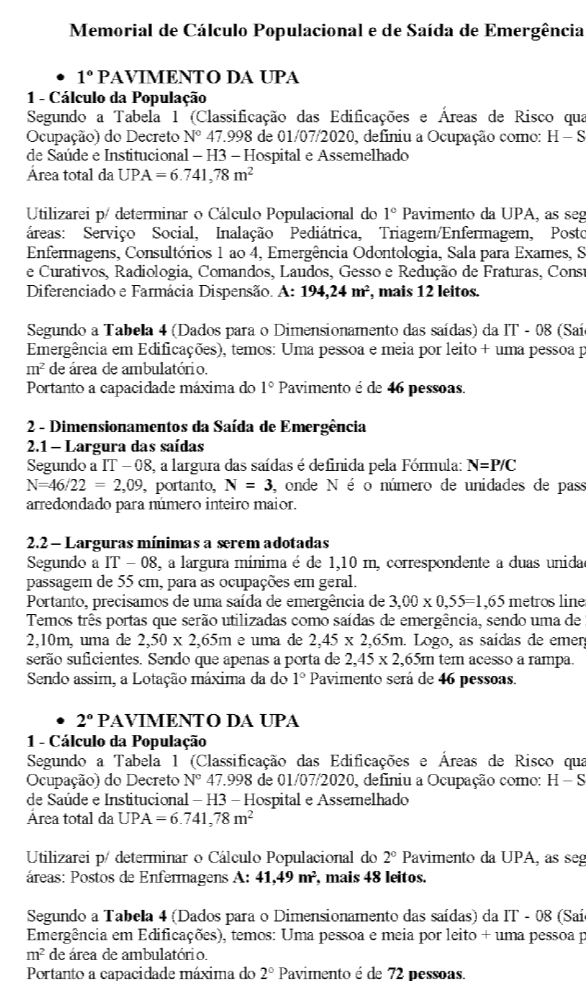 Memorial de Cálculo Populacional e de Saída de Emergência
• 1º PAVIMENTO DA UPA
1 - Cálculo da População
Segundo a Tabela 1 (Classificação das Edificações e Áreas de Risco qua
Ocupação) do Decreto Nº 47.998 de 01/07/2020, definiu a Ocupação como: H – S
de Saúde e Institucional – H3 – Hospital e Assemelhado
Área total da UPA = 6.741,78 m²
Utilizarei p/ determinar o Cálculo Populacional do 1º Pavimento da UPA, as seg
áreas: Serviço Social, Inalação Pediátrica, Triagem/Enfermagem, Posto
Enfermagens, Consultórios 1 ao 4, Emergência Odontologia, Sala para Exames, S
e Curativos, Radiologia, Comandos, Laudos, Gesso e Redução de Fraturas, Consu
Diferenciado e Farmácia Dispensão. A: 194,24 m², mais 12 leitos.
Segundo a Tabela 4 (Dados para o Dimensionamento das saídas) da IT - 08 (Saíd
Emergência em Edificações), temos: Uma pessoa e meia por leito + uma pessoa p
m² de área de ambulatório.
Portanto a capacidade máxima do 1º Pavimento é de 46 pessoas.
2 - Dimensionamentos da Saída de Emergência
2.1 – Largura das saídas
Segundo a IT – 08, a largura das saídas é definida pela Fórmula: N=P/C
N=46/22 = 2,09, portanto, N = 3, onde N é o número de unidades de pass
arredondado para número inteiro maior.
2.2 – Larguras mínimas a serem adotadas
Segundo a IT – 08, a largura mínima é de 1,10 m, correspondente a duas unidad
passagem de 55 cm, para as ocupações em geral.
Portanto, precisamos de uma saída de emergência de 3,00 x 0,55=1,65 metros line
Temos três portas que serão utilizadas como saídas de emergência, sendo uma de
2,10m, uma de 2,50 x 2,65m e uma de 2,45 x 2,65m. Logo, as saídas de emerg
serão suficientes. Sendo que apenas a porta de 2,45 x 2,65m tem acesso a rampa.
Sendo assim, a Lotação máxima da do 1º Pavimento será de 46 pessoas.
• 2º PAVIMENTO DA UPA
1 - Cálculo da População
Segundo a Tabela 1 (Classificação das Edificações e Áreas de Risco qua
Ocupação) do Decreto Nº 47.998 de 01/07/2020, definiu a Ocupação como: H – S
de Saúde e Institucional – H3 – Hospital e Assemelhado
Área total da UPA = 6.741,78 m²
Utilizarei p/ determinar o Cálculo Populacional do 2º Pavimento da UPA, as seg
áreas: Postos de Enfermagens A: 41,49 m², mais 48 leitos.
Segundo a Tabela 4 (Dados para o Dimensionamento das saídas) da IT - 08 (Saíd
Emergência em Edificações), temos: Uma pessoa e meia por leito + uma pessoa p
m² de área de ambulatório.
Portanto a capacidade máxima do 2º Pavimento é de 72 pessoas.